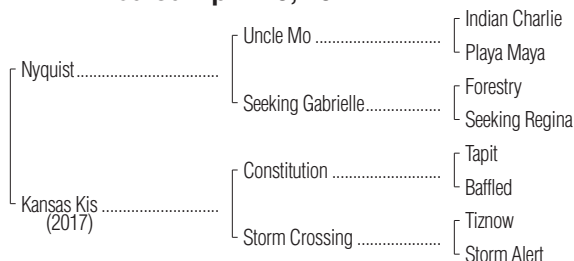 Indian Charlie
Uncle Mo
Playa Maya
Nyquist
Forestry
Seeking Gabrielle
Seeking Regina
Tapit
Constitution
Baffled
Kansas Kis
(2017)
Tiznow
Storm Crossing
Storm Alert